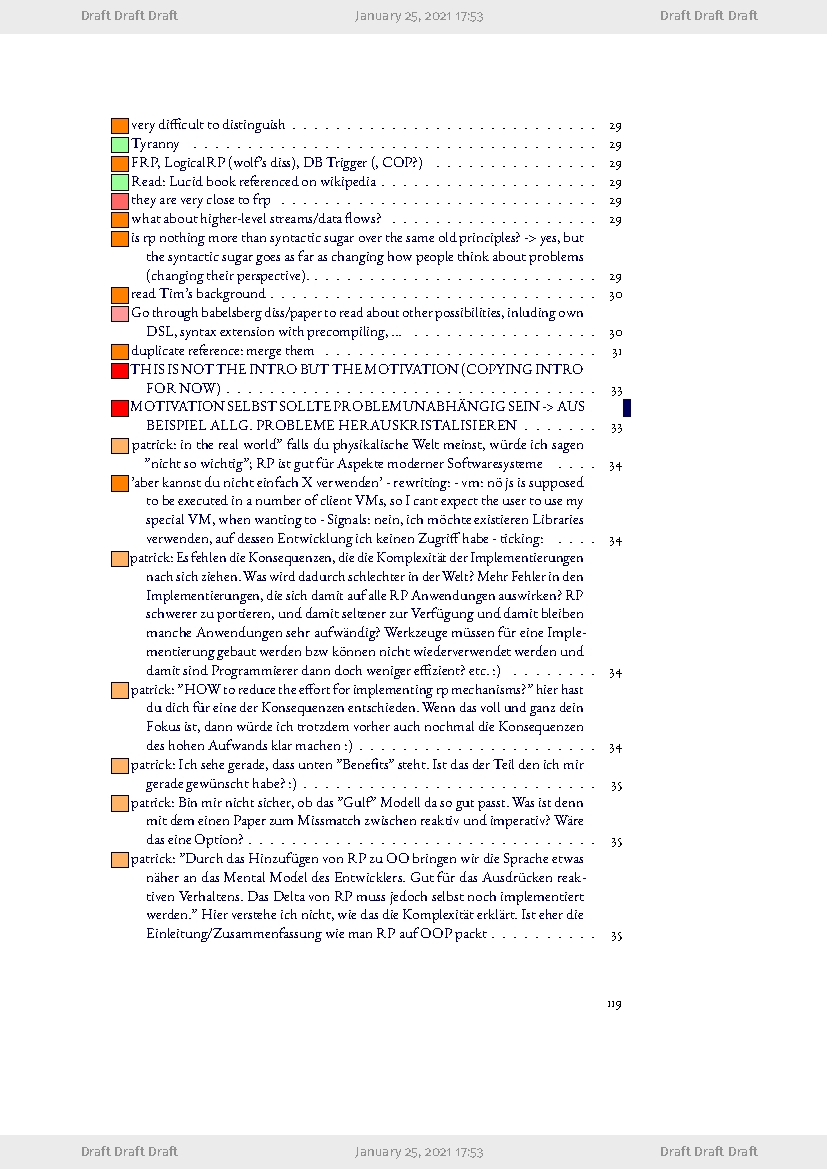 Draft Draft Draft January 25, 2021 17:53 Draft Draft Draft
very difficult to distinguish . . . . . . . . . . . . . . . . . . . . . . . . . . . 29
Tyranny . . . . . . . . . . . . . . . . . . . . . . . . . . . . . . . . . . . 29
FRP, LogicalRP (wolf's diss), DB Trigger (, COP?) . . . . . . . . . . . . . . 29
Read: Lucid book referenced on wikipedia . . . . . . . . . . . . . . . . . . . 29
they are very close to frp . . . . . . . . . . . . . . . . . . . . . . . . . . . . 29
what about higher-level streams/data flows? . . . . . . . . . . . . . . . . . . 29
is rp nothing more than syntactic sugar over the same old principles? -> yes, but
the syntactic sugar goes as far as changing how people think about problems
(changing their perspective). . . . . . . . . . . . . . . . . . . . . . . . . . 29
read Tim's background . . . . . . . . . . . . . . . . . . . . . . . . . . . . . 30
Go through babelsberg diss/paper to read about other possibilities, inluding own
DSL, syntax extension with precompiling, ... . . . . . . . . . . . . . . . . . 30
duplicate reference: merge them . . . . . . . . . . . . . . . . . . . . . . . . 31
THIS IS NOT THE INTRO BUT THE MOTIVATION (COPYING INTRO
FOR NOW) . . . . . . . . . . . . . . . . . . . . . . . . . . . . . . . . . 33
MOTIVATION SELBST SOLLTE PROBLEMUNABHÄNGIG SEIN -> AUS
BEISPIEL ALLG. PROBLEME HERAUSKRISTALISIEREN . . . . . . . 33
patrick: in the real world” falls du physikalische Welt meinst, würde ich sagen
”nicht so wichtig”; RP ist gut für Aspekte moderner Softwaresysteme . . . . 34
’aber kannst du nicht einfach X verwenden’ - rewriting: - vm: nö js is supposed
to be executed in a number of client VMs, so I cant expect the user to use my
special VM, when wanting to - Signals: nein, ich möchte existieren Libraries
verwenden, auf dessen Entwicklung ich keinen Zugriff habe - ticking: . . . . 34
patrick: Es fehlen die Konsequenzen, die die Komplexität der Implementierungen
nach sich ziehen. Was wird dadurch schlechter in der Welt? Mehr Fehler in den
Implementierungen, die sich damit auf alle RP Anwendungen auswirken? RP
schwerer zu portieren, und damit seltener zur Verfügung und damit bleiben
manche Anwendungen sehr aufwändig? Werkzeuge müssen für eine Imple-
mentierung gebaut werden bzw können nicht wiederverwendet werden und
damit sind Programmierer dann doch weniger effizient? etc. :) . . . . . . . . 34
patrick: ”HOW to reduce the effort for implementing rp mechanisms?” hier hast
du dich für eine der Konsequenzen entschieden. Wenn das voll und ganz dein
Fokus ist, dann würde ich trotzdem vorher auch nochmal die Konsequenzen
des hohen Aufwands klar machen :) . . . . . . . . . . . . . . . . . . . . . 34
patrick: Ich sehe gerade, dass unten ”Benefits” steht. Ist das der Teil den ich mir
gerade gewünscht habe? :) . . . . . . . . . . . . . . . . . . . . . . . . . . 35
patrick: Bin mir nicht sicher, ob das ”Gulf” Modell da so gut passt. Was ist denn
mit dem einen Paper zum Missmatch zwischen reaktiv und imperativ? Wäre
das eine Option? . . . . . . . . . . . . . . . . . . . . . . . . . . . . . . . 35
patrick: ”Durch das Hinzufügen von RP zu OO bringen wir die Sprache etwas
näher an das Mental Model des Entwicklers. Gut für das Ausdrücken reak-
tiven Verhaltens. Das Delta von RP muss jedoch selbst noch implementiert
werden.” Hier verstehe ich nicht, wie das die Komplexität erklärt. Ist eher die
Einleitung/Zusammenfassung wie man RP auf OOP packt . . . . . . . . . . 35
119
Draft Draft Draft January 25, 2021 17:53 Draft Draft Draft